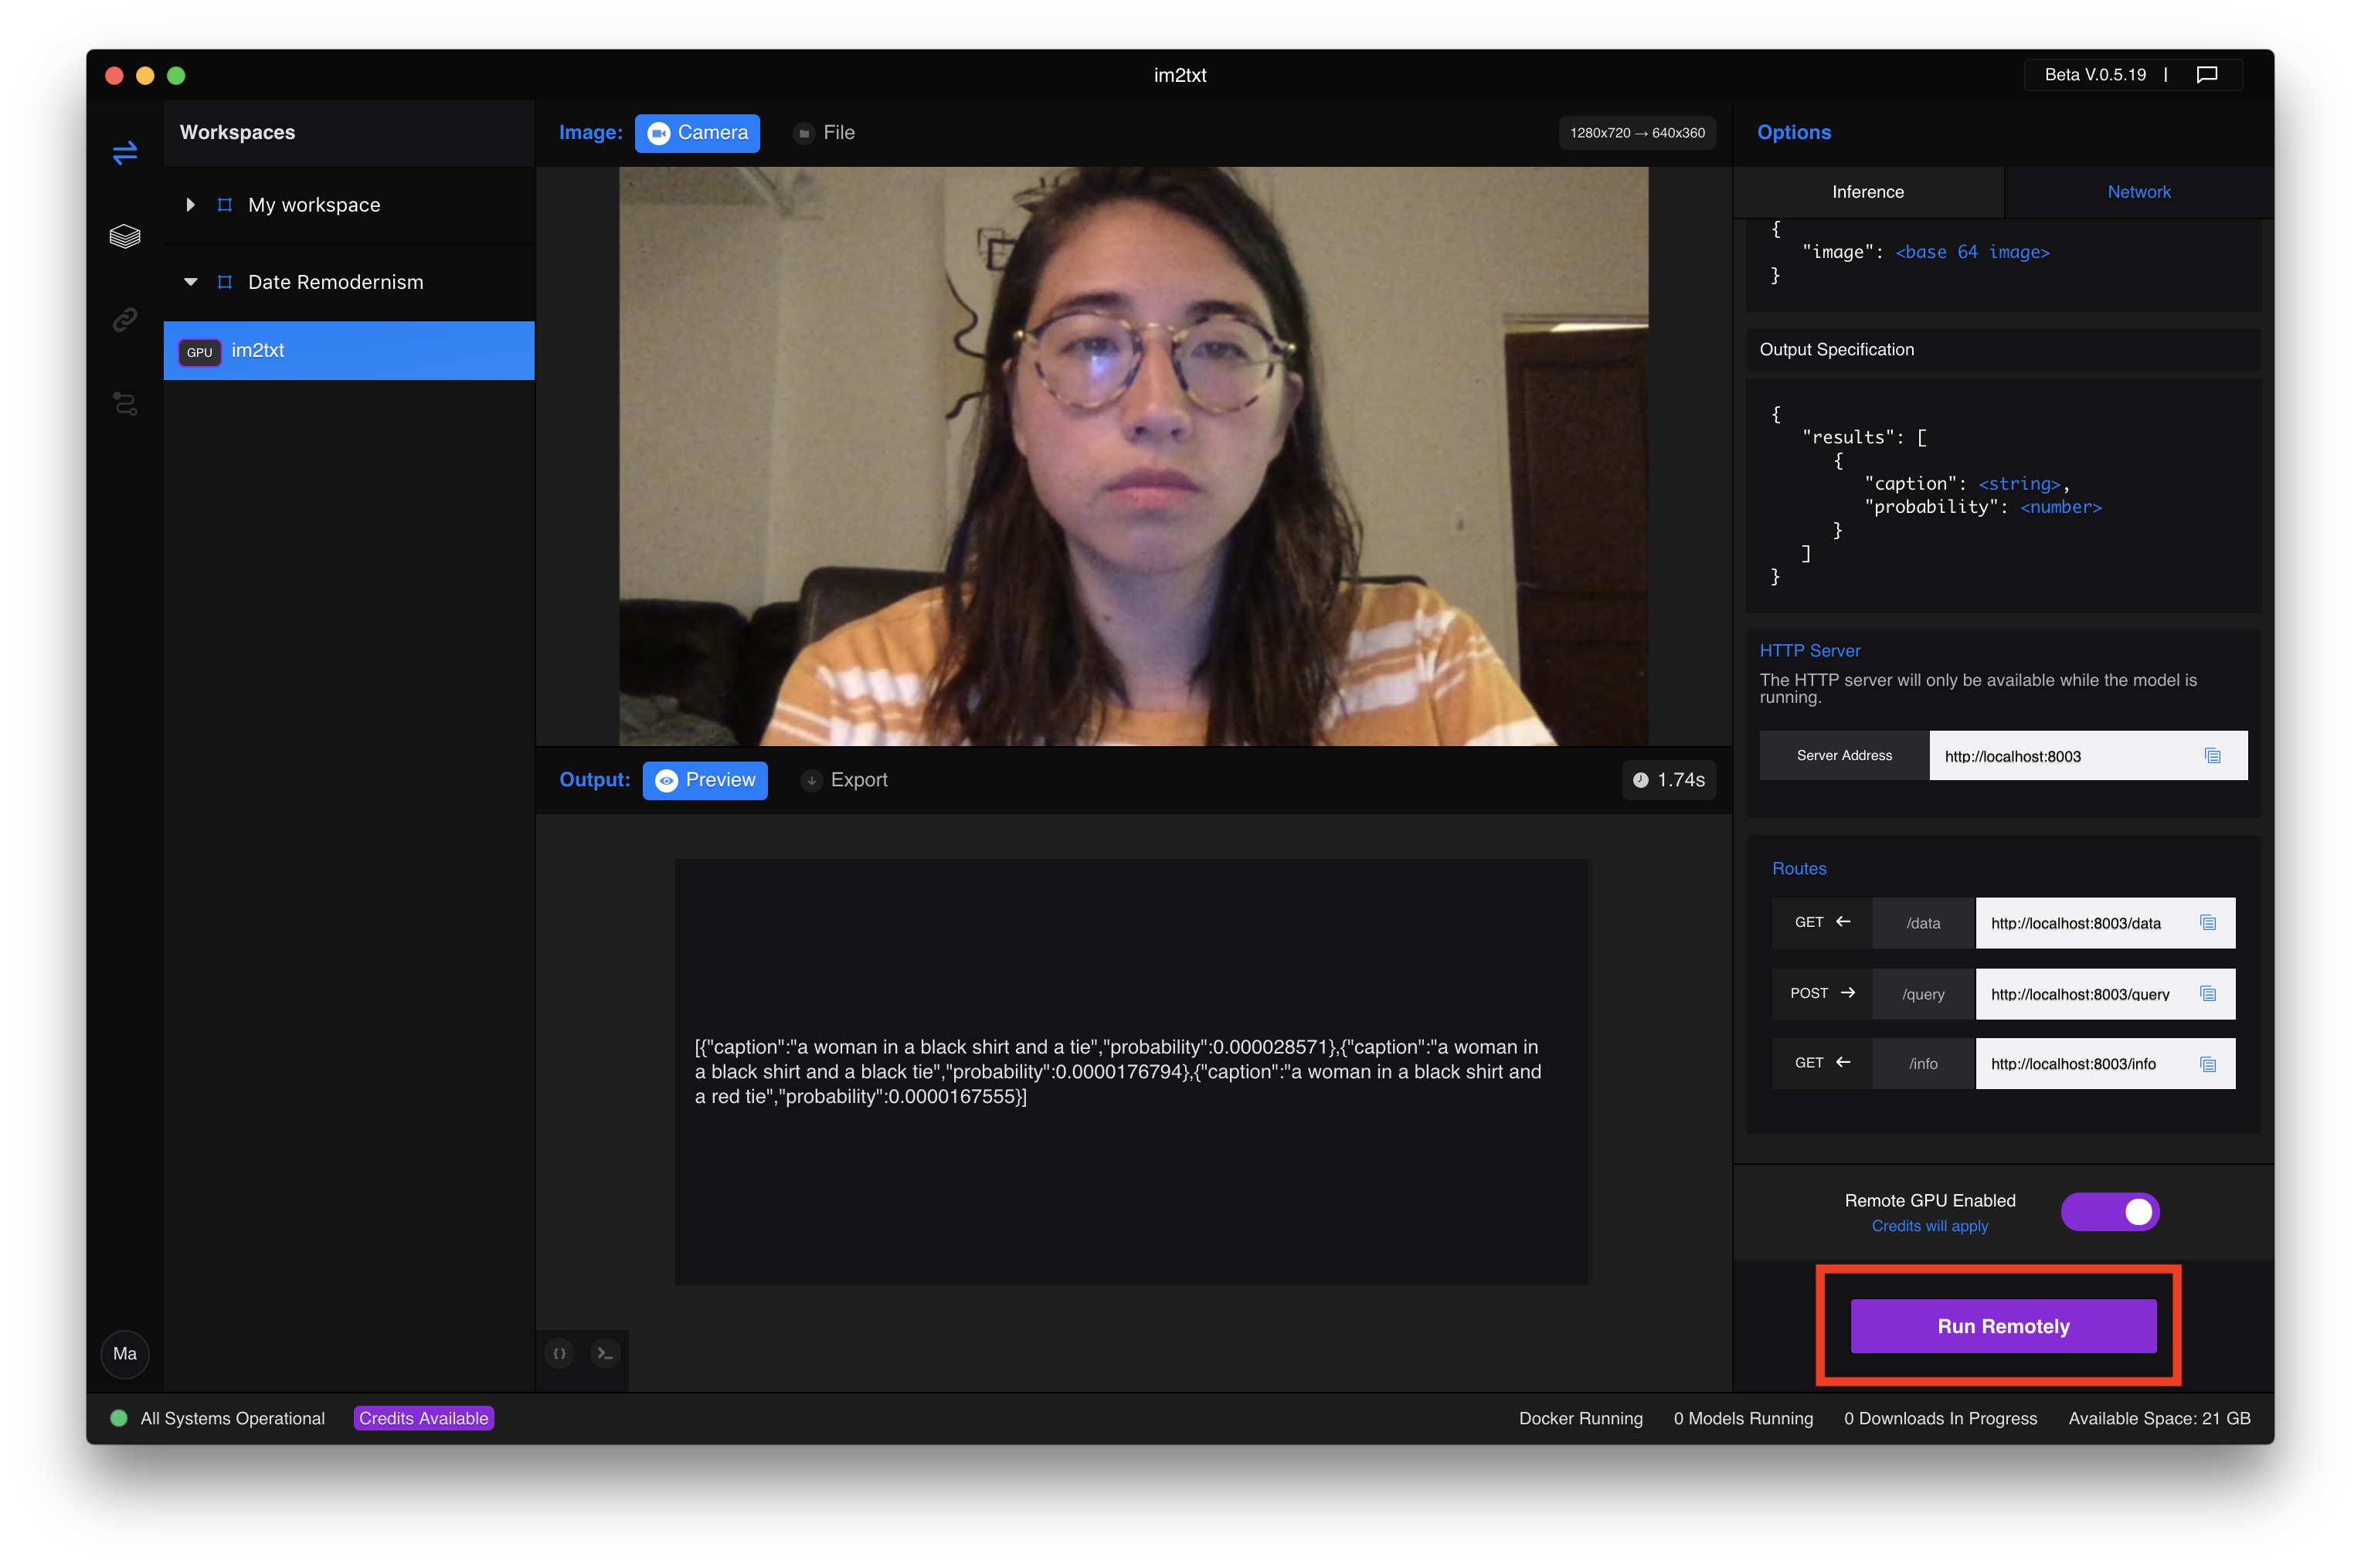 im2txt
Beta V.0.5.19 |
Workspaces
My workspace
Date Remodernism
GPU im2txt
Ma
Image: Camera File 1280x720 → 640x360
Output: Preview Export 1.74s
[{"caption":"a woman in a black shirt and a tie","probability":0.000028571},{"caption":"a woman in
a black shirt and a black tie","probability":0.0000176794},{"caption":"a woman in a black shirt and
a red tie","probability":0.0000167555}]
Options
Inference Network
{
"image": <base 64 image>
}
Output Specification
{
"results": [
{
"caption": <string>,
"probability": <number>
}
]
}
HTTP Server
The HTTP server will only be available while the model is
running.
Server Address http://localhost:8003
Routes
GET ← /data http://localhost:8003/data
POST → /query http://localhost:8003/query
GET ← /info http://localhost:8003/info
Remote GPU Enabled
Credits will apply
Run Remotely
All Systems Operational Credits Available Docker Running 0 Models Running 0 Downloads In Progress Available Space: 21 GB